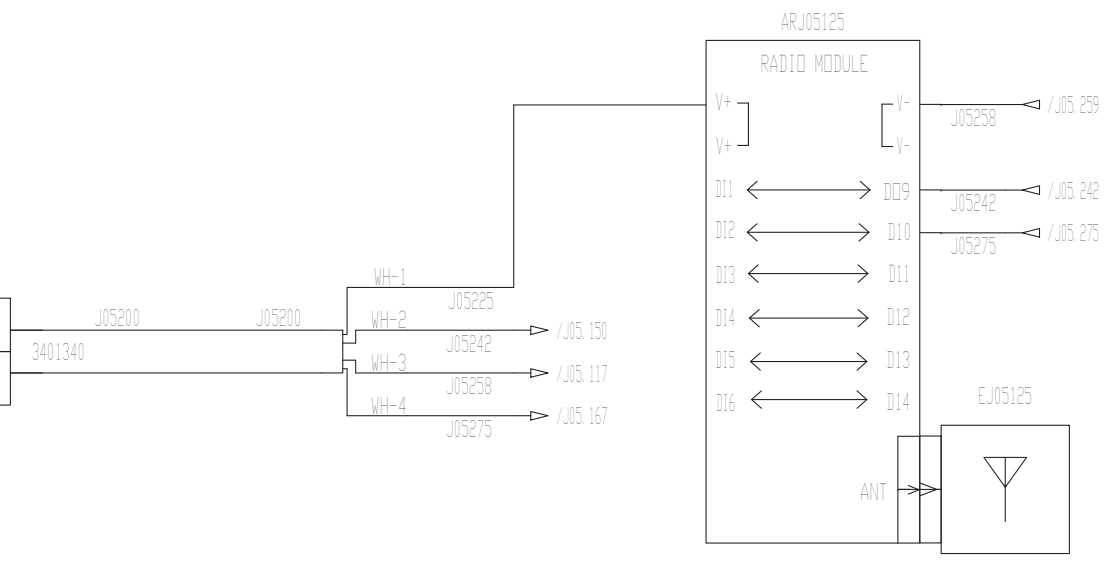 ARJ05125
RADIO MODULE
V+ V- J05258 /J05.259
V+ V-
DI1 DO9 J05242 /J05.242
DI2 D10 J05275 /J05.275
DI3 D11
DI4 D12
DI5 D13
DI6 D14
ANT
EJ05125
WH-1
J05225
J05200 J05200
3401340
WH-2
J05242
/J05.150
WH-3
J05258
/J05.117
WH-4
J05275
/J05.167